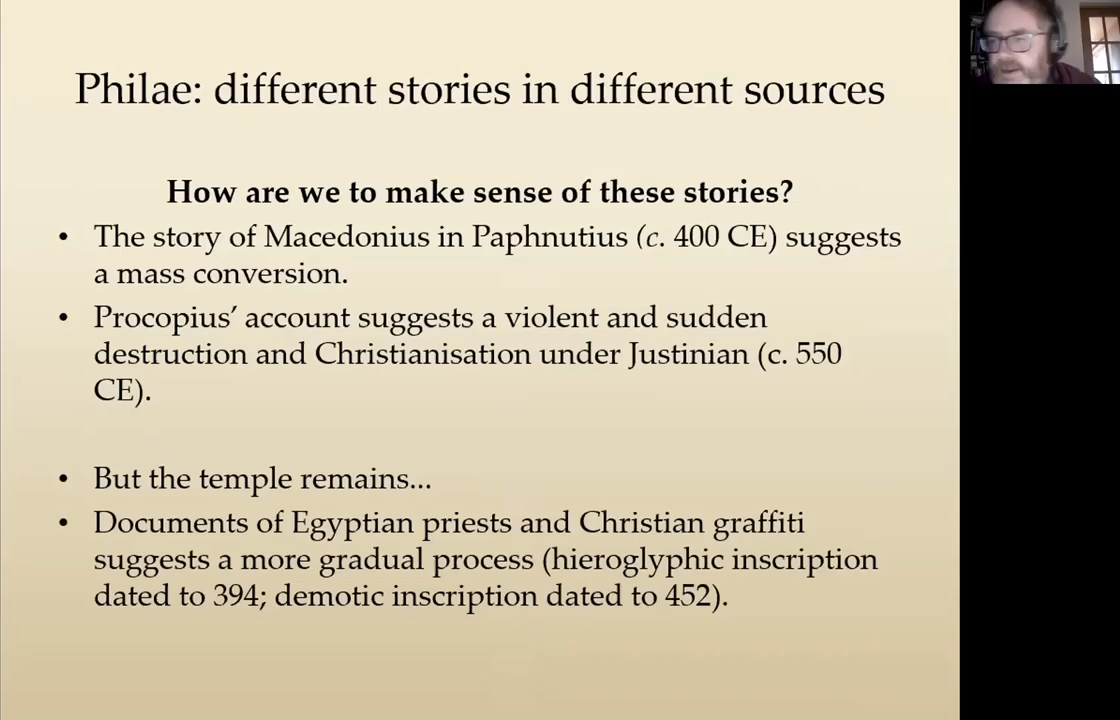 Philae: different stories in different sources
How are we to make sense of these stories?
• The story of Macedonius in Paphnutius (c. 400 CE) suggests
a mass conversion.
• Procopius’ account suggests a violent and sudden
destruction and Christianisation under Justinian (c. 550
CE).
• But the temple remains...
• Documents of Egyptian priests and Christian graffiti
suggests a more gradual process (hieroglyphic inscription
dated to 394; demotic inscription dated to 452).